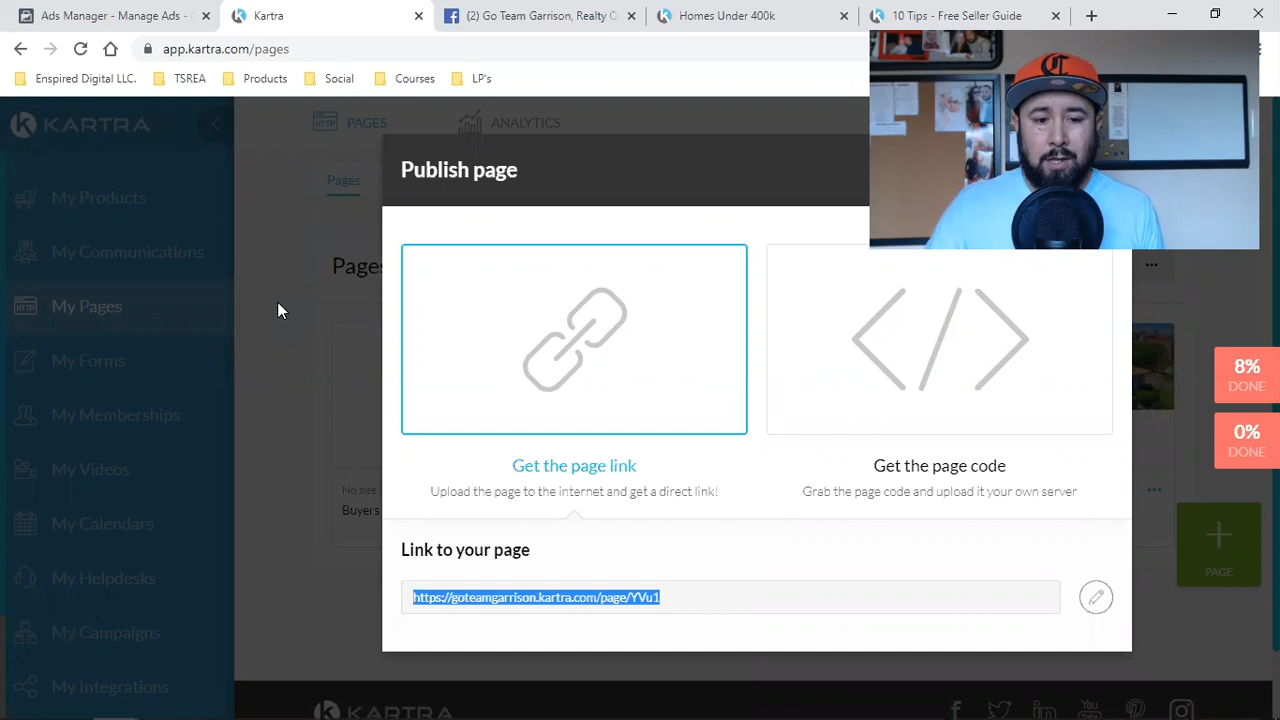 Ads Manager - Manage Ads -
Kartra
(2) Go Team Garrison, Realty O
Homes Under 400k
10 Tips - Free Seller Guide
app.kartra.com/pages
Enspired Digital LLC.
TSREA
Products
Social
Courses
LP's
KARTRA
PAGES
ANALYTICS
Publish page
C
My Products
Pages
My Communications
Pages
My Pages
My Forms
8%
DONE
My Memberships
0%
DONE
Get the page link
Get the page code
My Videos
Upload the page to the internet and get a direct link!
Grab the page code and upload it your own server
No site
Buyers
My Calendars
Link to your page
PAGE
My Helpdesks
https://goteamgarrison.kartra.com/page/YVu1
My Campaigns
My Integrations
KARTRA